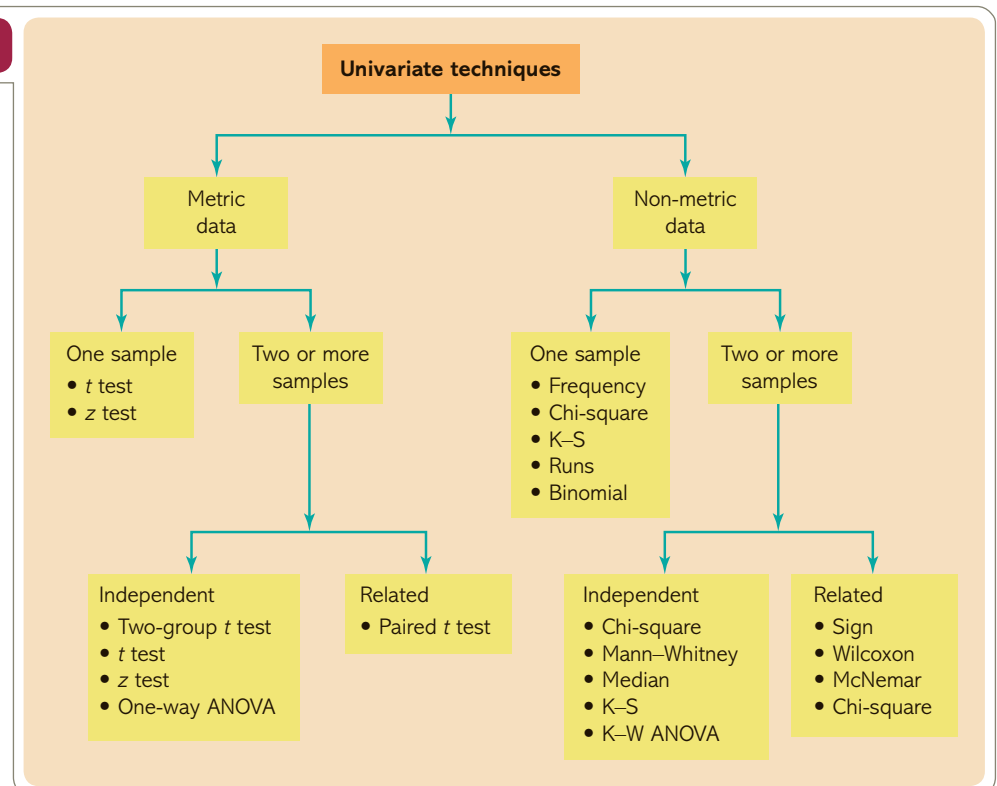 Univariate techniques
Metric
data
Non-metric
data
One sample
• t test
• z test
Two or more
samples
One sample
• Frequency
• Chi-square
• K–S
• Runs
• Binomial
Two or more
samples
Independent
• Two-group t test
• t test
• z test
• One-way ANOVA
Related
• Paired t test
Independent
• Chi-square
• Mann–Whitney
• Median
• K–S
• K–W ANOVA
Related
• Sign
• Wilcoxon
• McNemar
• Chi-square